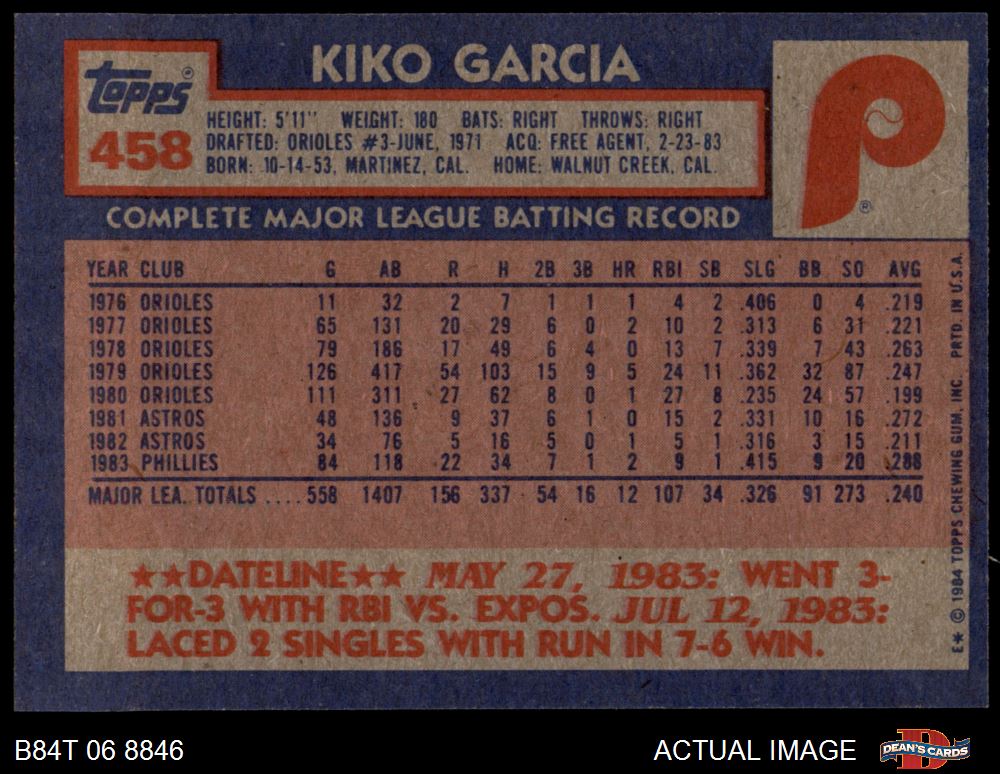 KIKO GARCIA
Topps®
458
HEIGHT: 5'11" WEIGHT: 180 BATS: RIGHT THROWS: RIGHT
DRAFTED: ORIOLES #3-JUNE, 1971 ACQ: FREE AGENT, 2-23-83
BORN: 10-14-53, MARTINEZ, CAL. HOME: WALNUT CREEK, CAL.
P
®
COMPLETE MAJOR LEAGUE BATTING RECORD
YEAR CLUB G AB R H 2B 3B HR RBI SB SLG BB SO AVG
1976 ORIOLES 11 32 2 7 1 1 1 4 2 .406 0 4 .219
1977 ORIOLES 65 131 20 29 6 0 2 10 2 .313 6 31 .221
1978 ORIOLES 79 186 17 49 6 4 0 13 7 .339 7 43 .263
1979 ORIOLES 126 417 54 103 15 9 5 24 11 .362 32 87 .247
1980 ORIOLES 111 311 27 62 8 0 1 27 8 .235 24 57 .199
1981 ASTROS 48 136 9 37 6 1 0 15 2 .331 10 16 .272
1982 ASTROS 34 76 5 16 5 0 1 5 1 .316 3 15 .211
1983 PHILLIES 84 118 22 34 7 1 2 9 1 .415 9 20 .288
MAJOR LEA. TOTALS ....558 1407 156 337 54 16 12 107 34 .326 91 273 .240
★★DATELINE★★ MAY 27, 1983: WENT 3-
FOR-3 WITH RBI VS. EXPOS. JUL 12, 1983:
LACED 2 SINGLES WITH RUN IN 7-6 WIN.
E* © 1984 TOPPS CHEWING GUM, INC. PRTD. IN U.S.A.
B84T 06 8846
ACTUAL IMAGE
DEAN'S CARDS